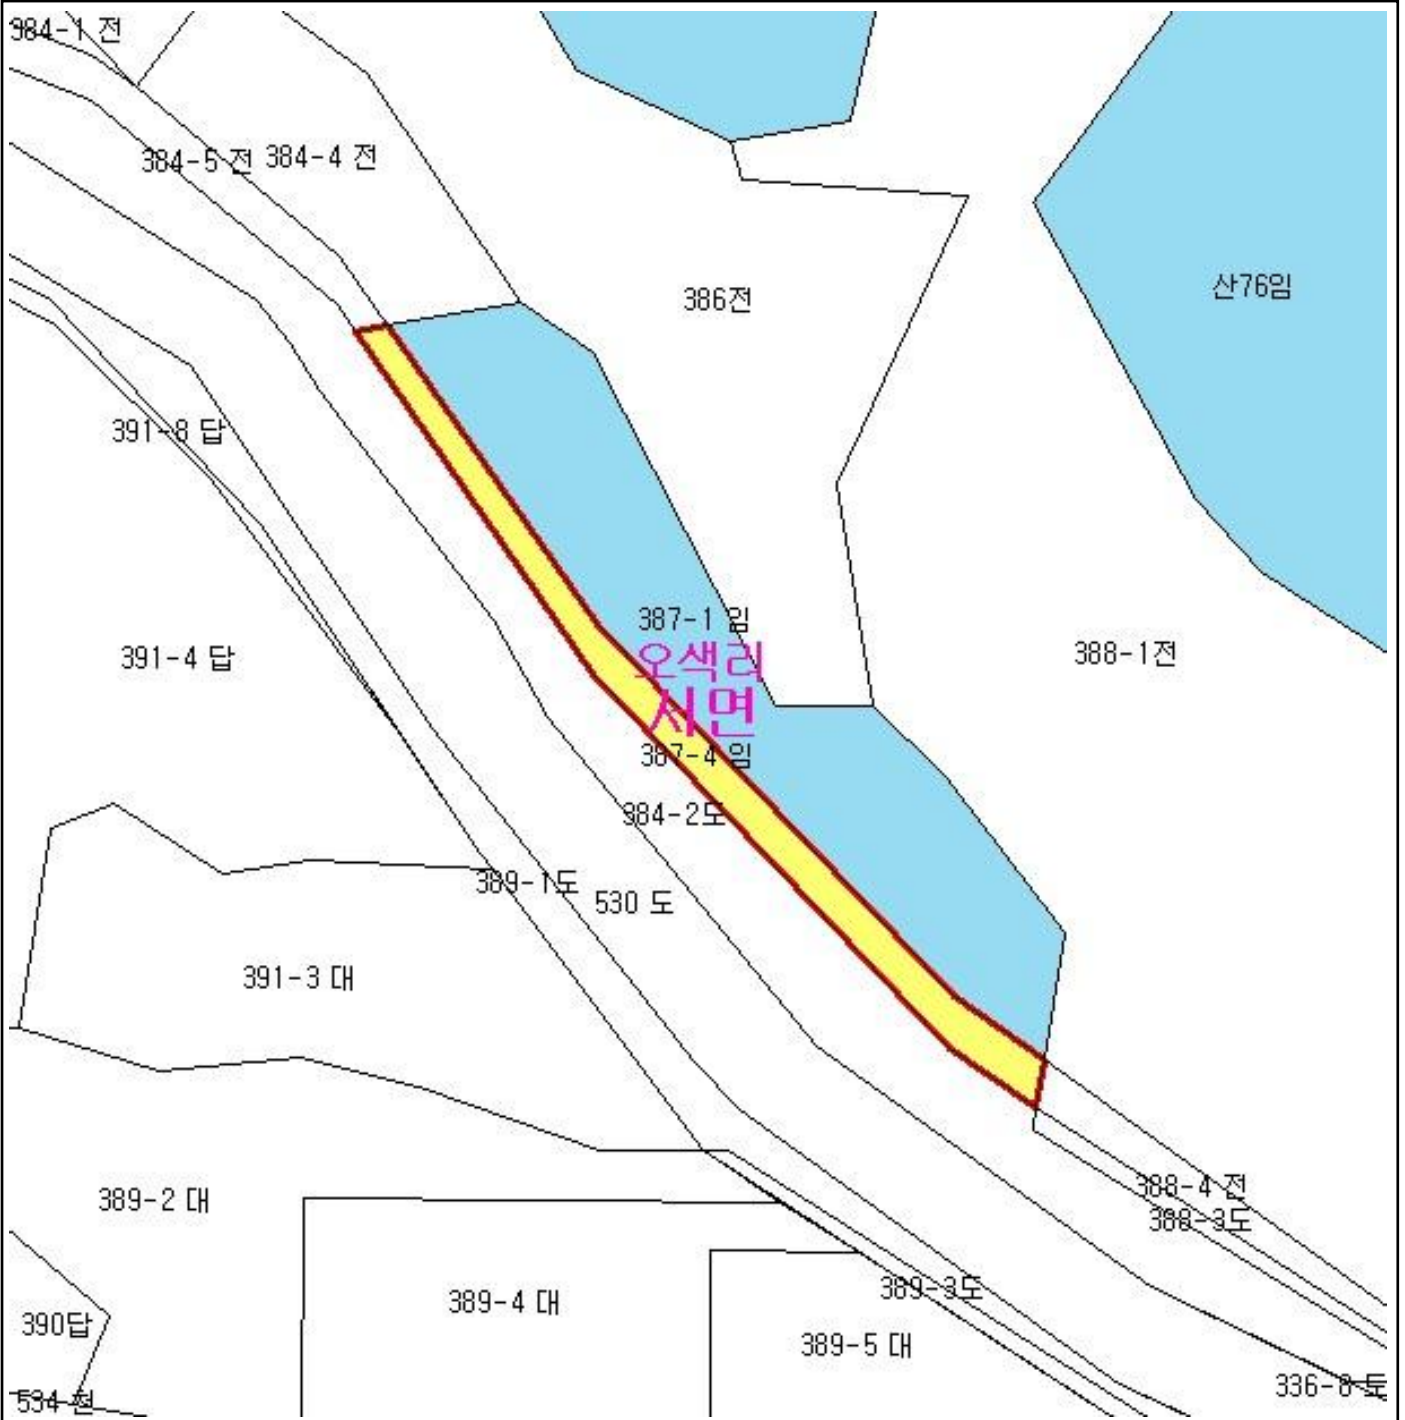 384-1 전
384-5 전 384-4 전
산76임
386전
391-8 답
387-1 임
오색리
391-4 답
388-1전
서면
387-4 임
384-2도
389-1도
530 도
391-3 대
388-4 전
389-2 대
388-3도
389-3도
389-4 대
390답
389-5 대
336-8 도
534 전